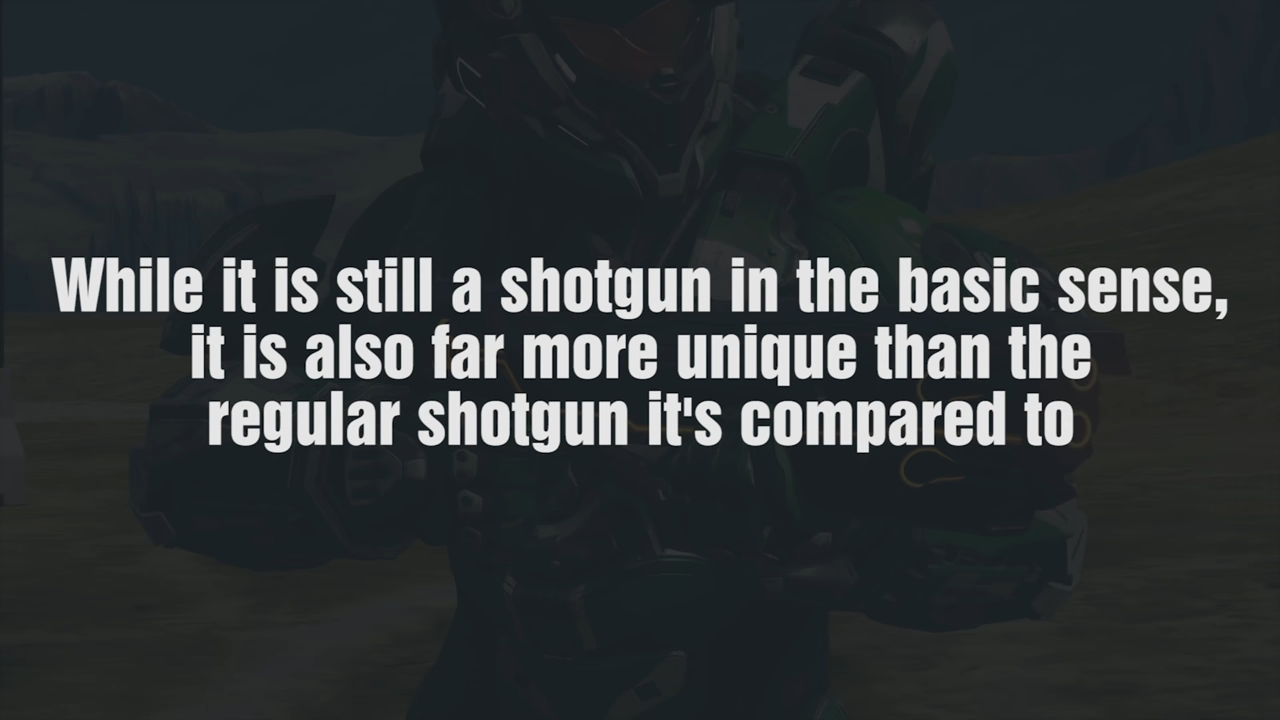 While it is still a shotgun in the basic sense,
it is also far more unique than the
regular shotgun it's compared to